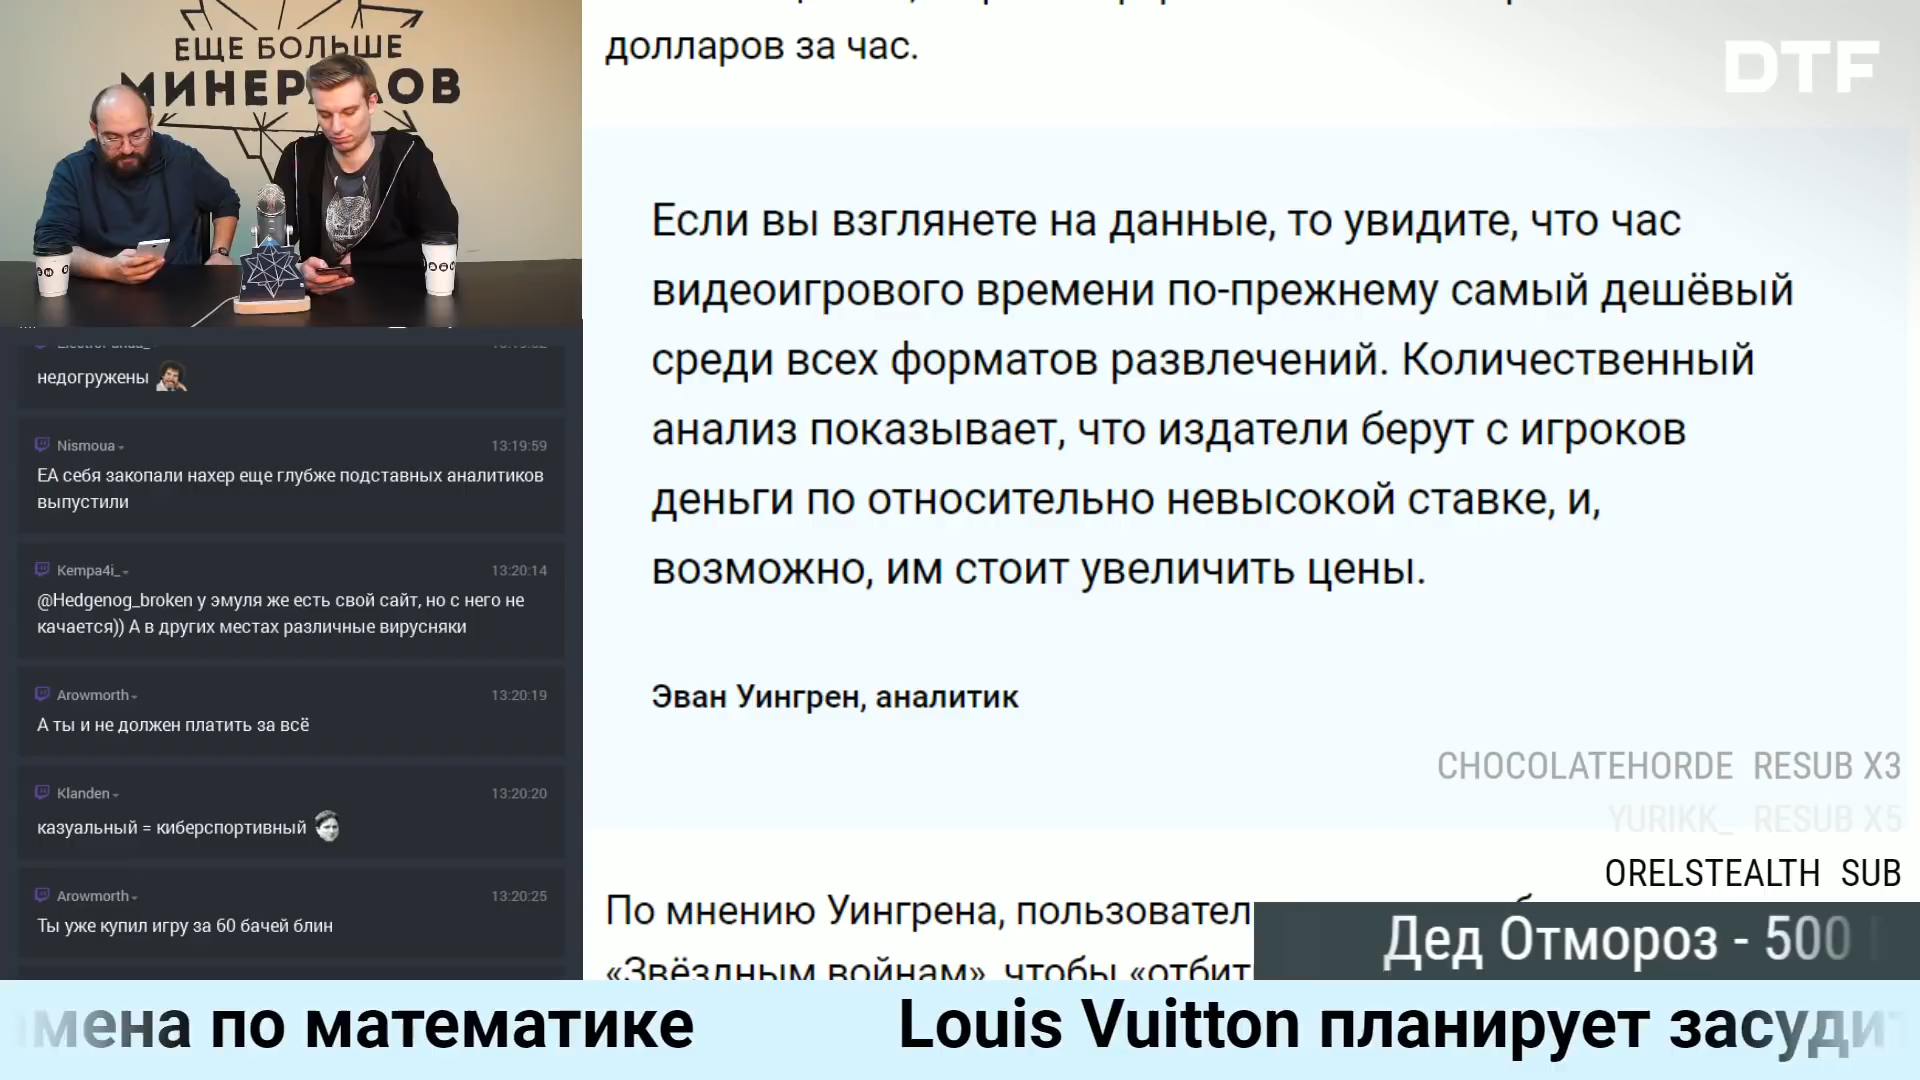 ЕЩЕ БОЛЬШЕ
недогружены
Nismoua
13:19:59
ЕА себя закопали нахер еще глубже подставных аналитиков
выпустили
Kempa4i_
13:20:14
@Hedgenog_broken у эмуля же есть свой сайт, но с него не
качается)) А в других местах различные вирусняки
Arowmorth
13:20:19
А ты и не должен платить за всё
Klanden
13:20:20
казуальный = киберспортивный
Arowmorth
13:20:25
Ты уже купил игру за 60 бачей блин
долларов за час.
DTF
Если вы взглянете на данные, то увидите, что час
видеоигрового времени по-прежнему самый дешёвый
среди всех форматов развлечений. Количественный
анализ показывает, что издатели берут с игроков
деньги по относительно невысокой ставке, и,
возможно, им стоит увеличить цены.
Эван Уингрен, аналитик
CHOCOLATEHORDE RESUB X3
YURIKK_ RESUB X5
ORELSTEALTH SUB
По мнению Уингрена, пользовател
Дед Отмороз - 500
«Звёздным войнам», чтобы «отбит
мена по математике
Louis Vuitton планирует засуди